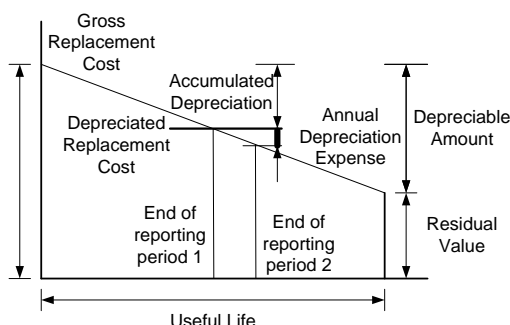 Gross
Replacement
Cost
Accumulated
Depreciation
Annual
Depreciation
Expense
Depreciable
Amount
Depreciated
Replacement
Cost
End of
reporting
period 1
End of
reporting
period 2
Residual
Value
Useful Life